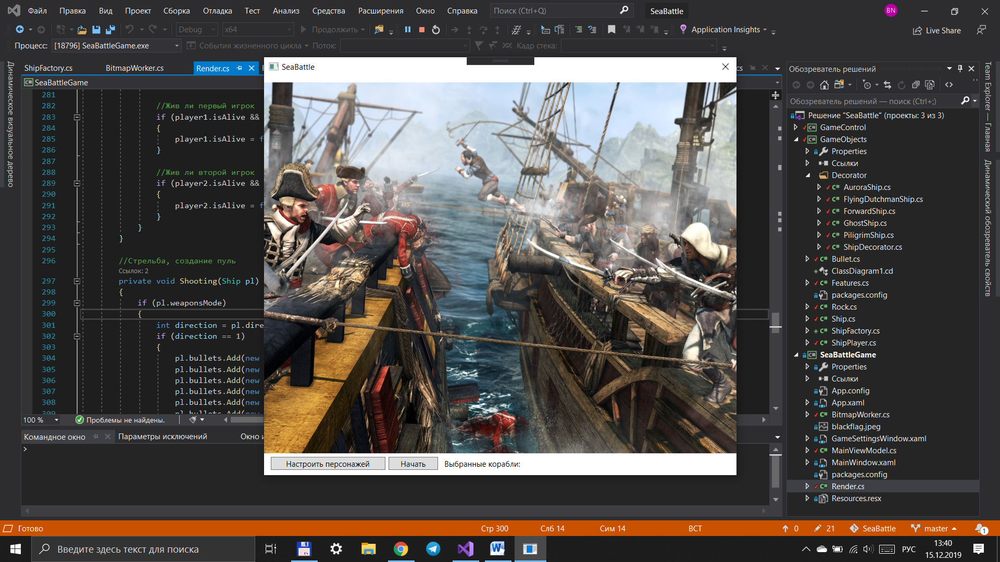 Файл Правка Вид Проект Сборка Отладка Тест Анализ Средства Расширения Окно Справка Поиск (Ctrl+Q) SeaBattle BN
Debug x64 Продолжить Application Insights Live Share
Процесс: [18796] SeaBattleGame.exe События жизненного цикла Поток: Кадр стека:
Динамическое визуальное дерево
ShipFactory.cs BitmapWorker.cs Render.cs cs
SeaBattleGame
281
282 //Жив ли первый игрок
283 if (player1.isAlive &&
284 {
285 player1.isAlive = f
286 }
287
288 //Жив ли второй игрок
289 if (player2.isAlive &&
290 {
291 player2.isAlive = f
292 }
293 }
294 }
295
296 //Стрельба, создание пуль
Ссылок: 2
297 private void Shooting(Ship pl)
298 {
299 if (pl.weaponsMode)
300 {
301 int direction = pl.dire
302 if (direction == 1)
303 {
304 pl.bullets.Add(new
305 pl.bullets.Add(new
306 pl.bullets.Add(new
307 pl.bullets.Add(new
308 pl.bullets.Add(new
309 pl.bullets.Add(new
100 % Проблемы не найдены.
Командное окно Параметры исключений Окно и
>
SeaBattle
Настроить персонажей Начать Выбранные корабли:
Обозреватель решений
Обозреватель решений — поиск (Ctrl+;)
Решение "SeaBattle" (проекты: 3 из 3)
GameControl
GameObjects
Properties
Ссылки
Decorator
AuroraShip.cs
FlyingDutchmanShip.cs
ForwardShip.cs
GhostShip.cs
PiligrimShip.cs
ShipDecorator.cs
Bullet.cs
ClassDiagram1.cd
Features.cs
packages.config
Rock.cs
Ship.cs
ShipFactory.cs
ShipPlayer.cs
SeaBattleGame
Properties
Ссылки
App.config
App.xaml
BitmapWorker.cs
blackflag.jpeg
GameSettingsWindow.xaml
MainViewModel.cs
MainWindow.xaml
packages.config
Render.cs
Resources.resx
Team Explorer — Главная
Динамический обозреватель свойств
Готово Стр 300 Слб 14 Сим 14 ВСТ 0 21 SeaBattle master 1
Введите здесь текст для поиска 64 РУС 13:40
15.12.2019